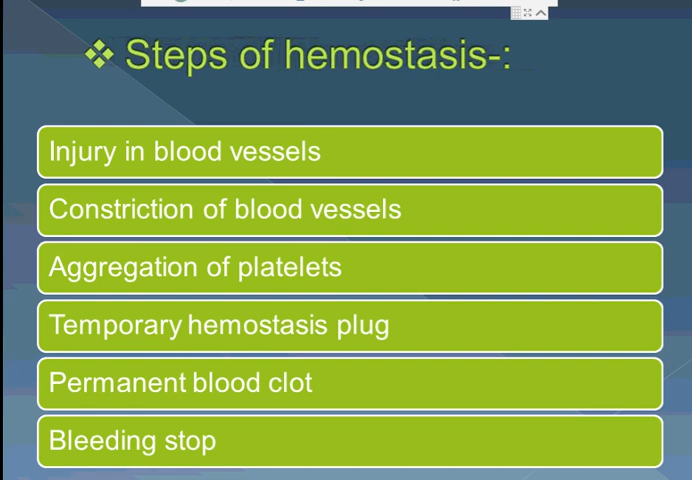 ❖ Steps of hemostasis-:
Injury in blood vessels
Constriction of blood vessels
Aggregation of platelets
Temporary hemostasis plug
Permanent blood clot
Bleeding stop